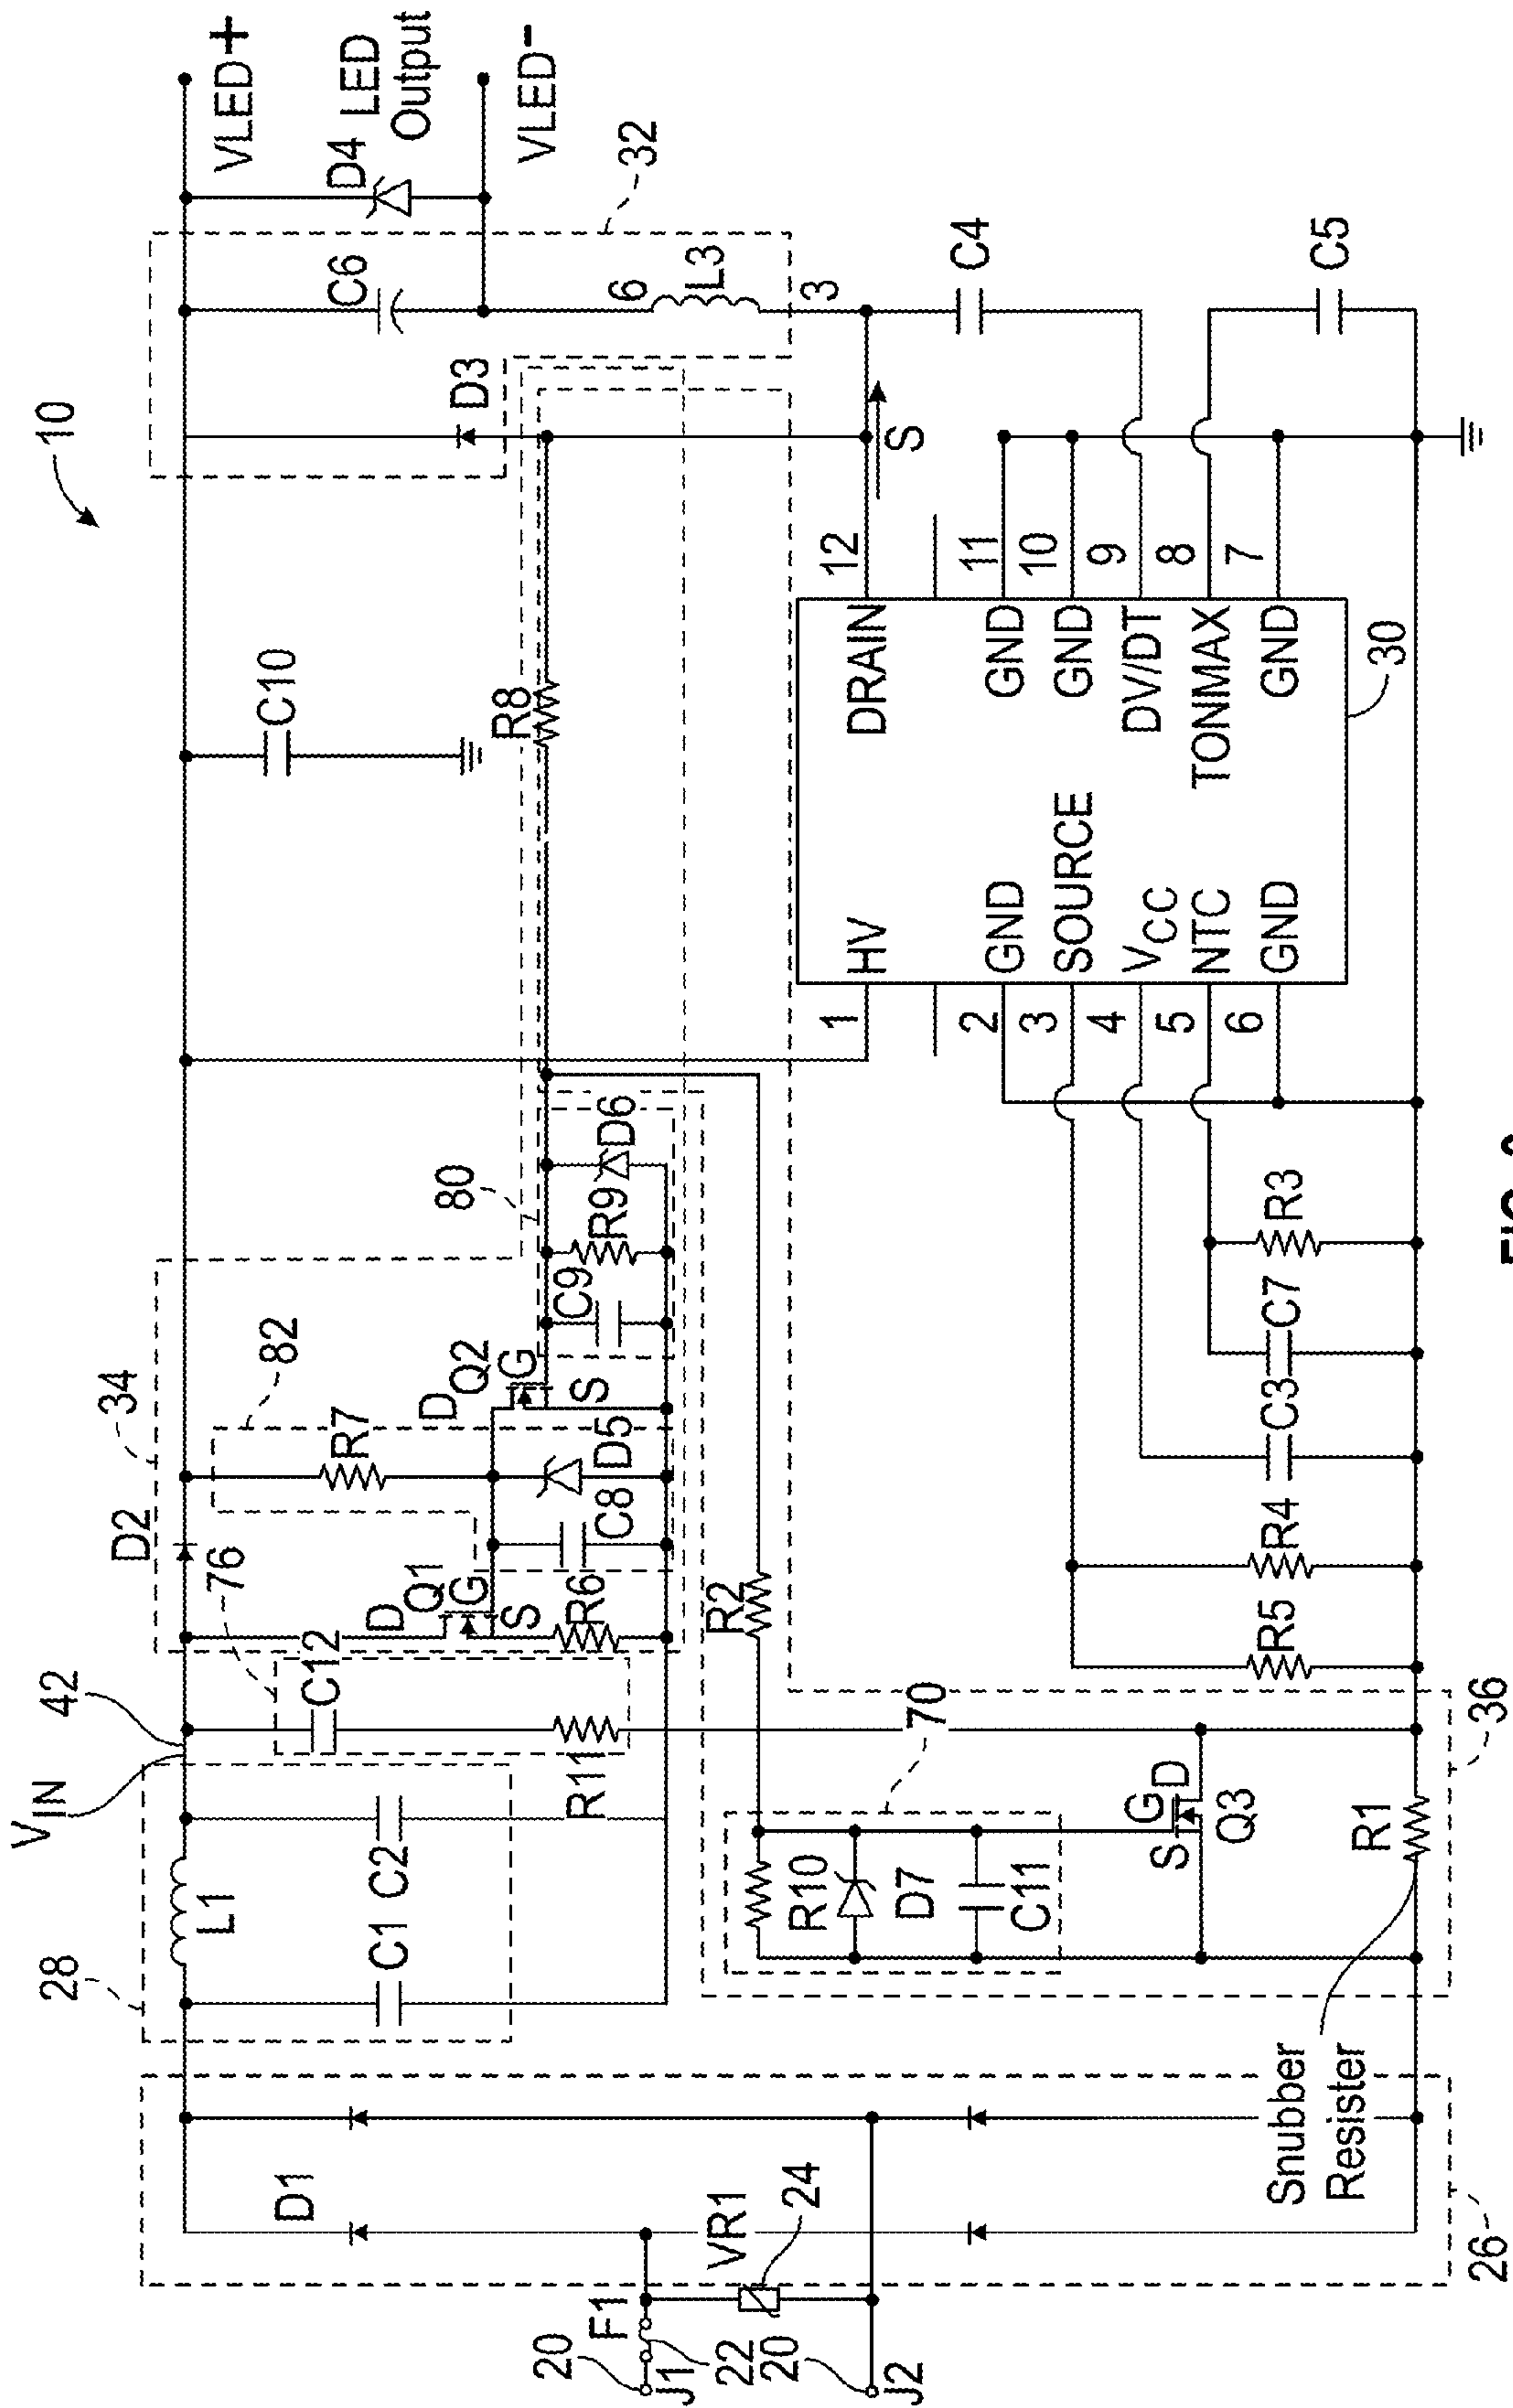 10
VIN
42
28
L1
C1
C2
76
C12
R11
D2
34
82
D
Q1
G
S
R6
R7
C8
D5
D
Q2
G
S
80
C9
R9
D6
R8
C10
D3
C6
D4
VLED+
LED
Output
VLED-
32
6
L3
3
C4
C5
S
12
11
10
9
8
7
DRAIN
GND
GND
DV/DT
TONMAX
GND
HV
GND
SOURCE
VCC
NTC
GND
1
2
3
4
5
6
30
R2
R5
R4
C3
C7
R3
70
R10
D7
C11
G
D
S
Q3
R1
36
Snubber
Resister
26
D1
VR1
24
F1
20
J1
22
20
J2